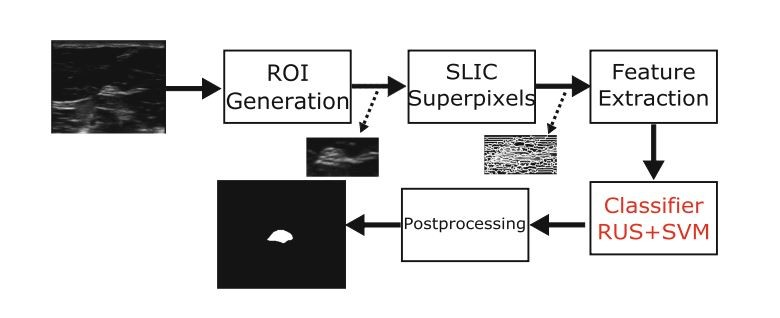 ROI
Generation
SLIC
Superpixels
Feature
Extraction
Classifier
RUS+SVM
Postprocessing